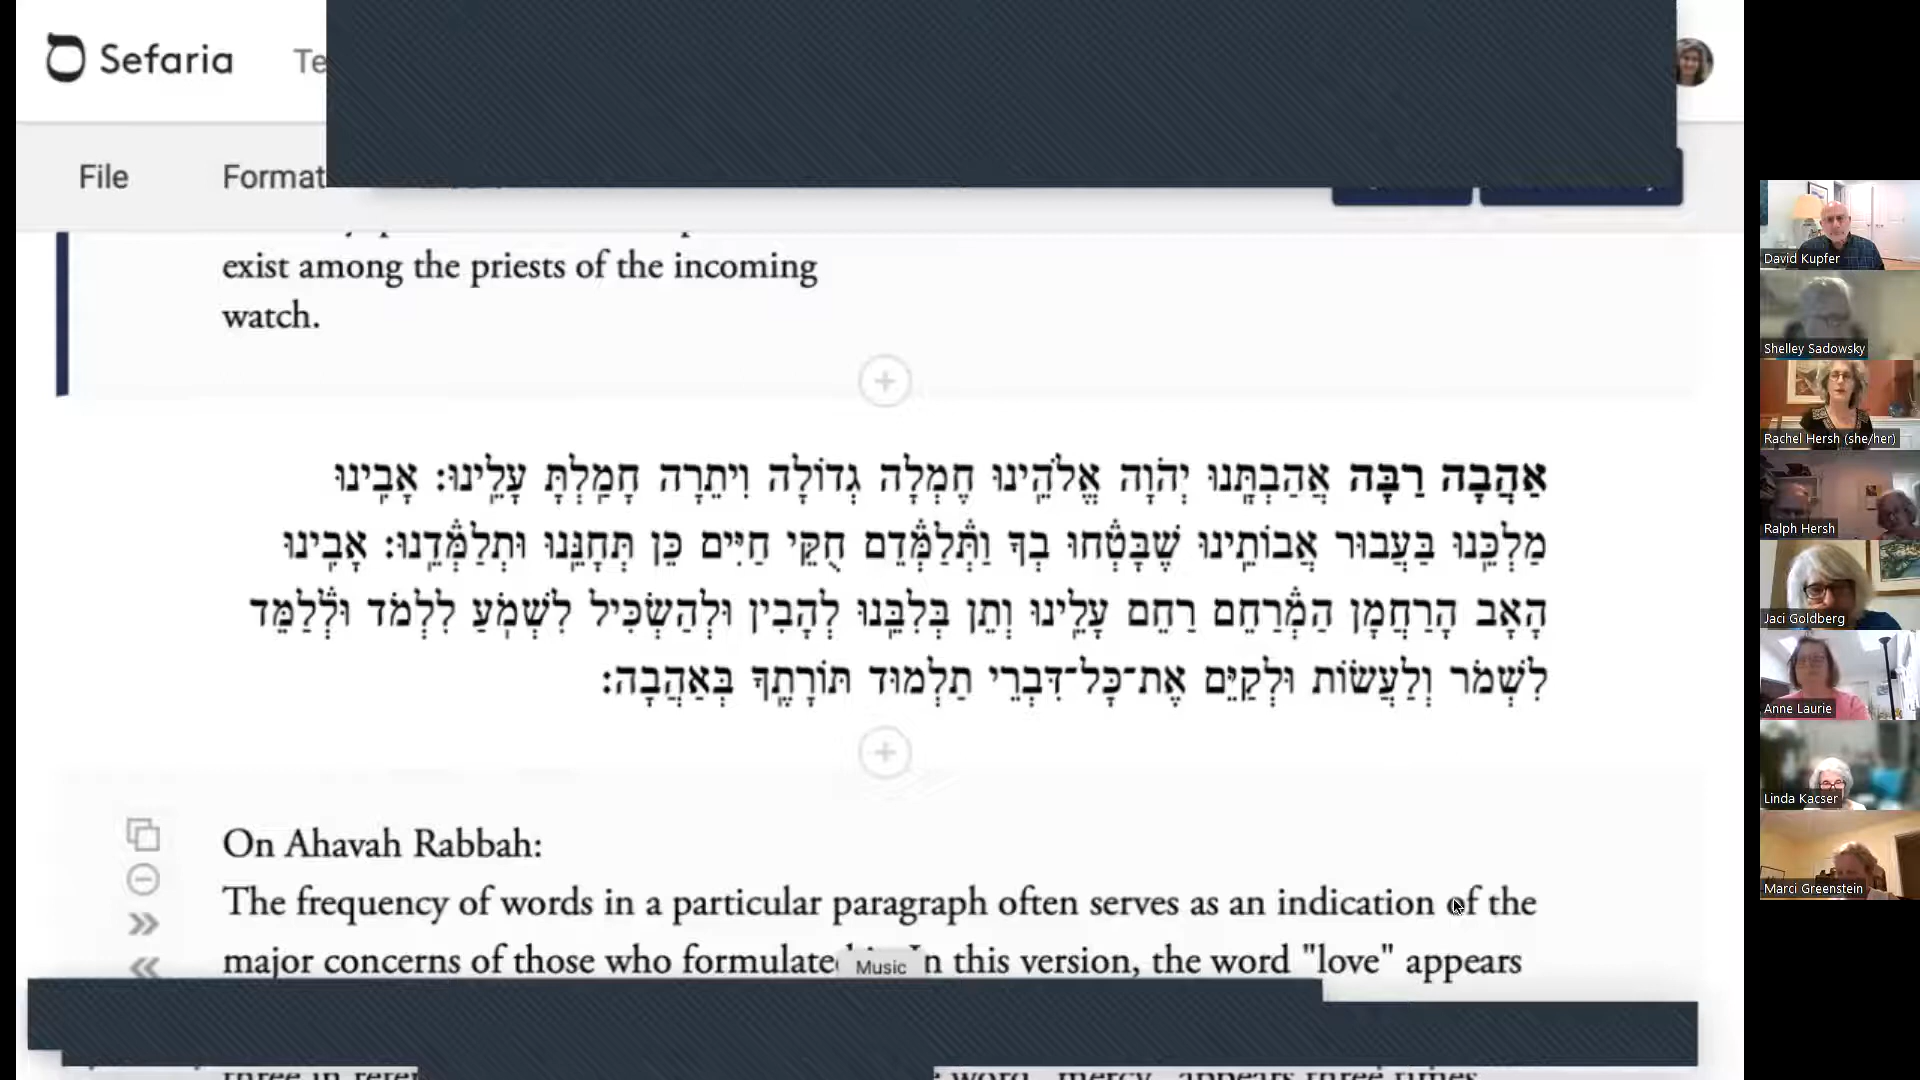 Sefaria
File
Format
exist among the priests of the incoming
watch.
אַהֲבָה רַבָּה אֲהַבְתָּֽנוּ יְהֹוָה אֱלֹהֵֽינוּ חֶמְלָה גְדוֹלָה וִיתֵרָה חָמַֽלְתָּ עָלֵֽינוּ: אָבִֽינוּ
מַלְכֵּֽנוּ בַּעֲבוּר אֲבוֹתֵֽינוּ שֶׁבָּטְ֒חוּ בְךָ וַתְּ֒לַמְּ֒דֵם חֻקֵּי חַיִּים כֵּן תְּחָנֵּֽנוּ וּתְלַמְּ֒דֵֽנוּ: אָבִֽינוּ
הָאָב הָרַחֲמָן הַמְ֒רַחֵם רַחֵם עָלֵֽינוּ וְתֵן בְּלִבֵּֽנוּ לְהָבִין וּלְהַשְׂכִּיל לִשְׁמֹֽעַ לִלְמֹד וּלְ֒לַמֵּד
לִשְׁמֹר וְלַעֲשׂוֹת וּלְקַיֵּם אֶת־כָּל־דִּבְרֵי תַלְמוּד תּוֹרָתֶֽךָ בְּאַהֲבָה:
On Ahavah Rabbah:
The frequency of words in a particular paragraph often serves as an indication of the
major concerns of those who formulated In this version, the word "love" appears
Music
David Kupfer
Shelley Sadowsky
Rachel Hersh (she/her)
Ralph Hersh
Jaci Goldberg
Anne Laurie
Linda Kacser
Marci Greenstein